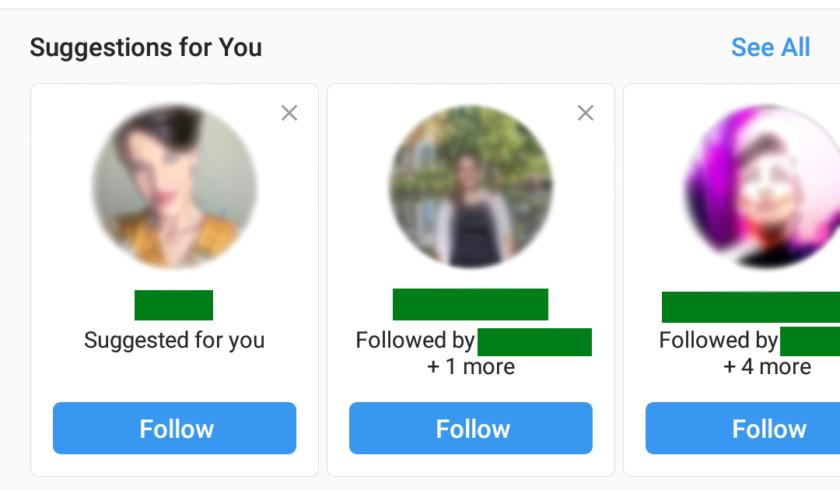 Suggestions for You
See All
Suggested for you
Follow
Followed by
+ 1 more
Follow
Followed by
+ 4 more
Follow